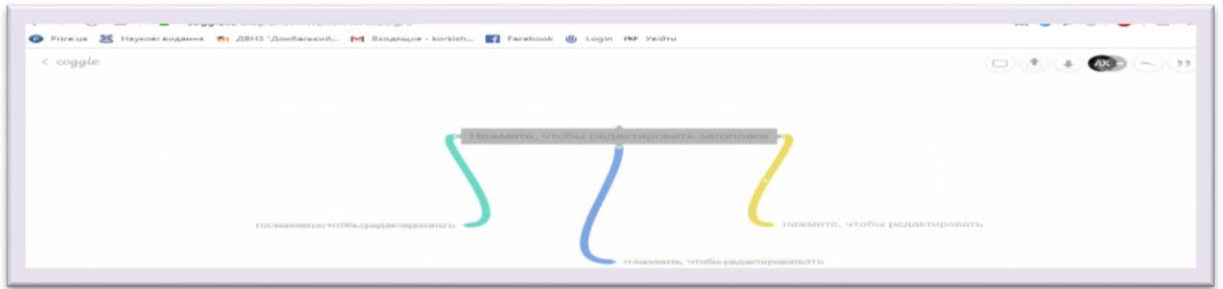 Price.ua Наукові видання ДВНЗ "Донбаський... Входящие - korkish... Facebook Login Увійти
< coggle
Нажмите, чтобы редактировать заголовок
нажмите, чтобы редактировать нажмите, чтобы редактировать
нажмите, чтобы редактировать